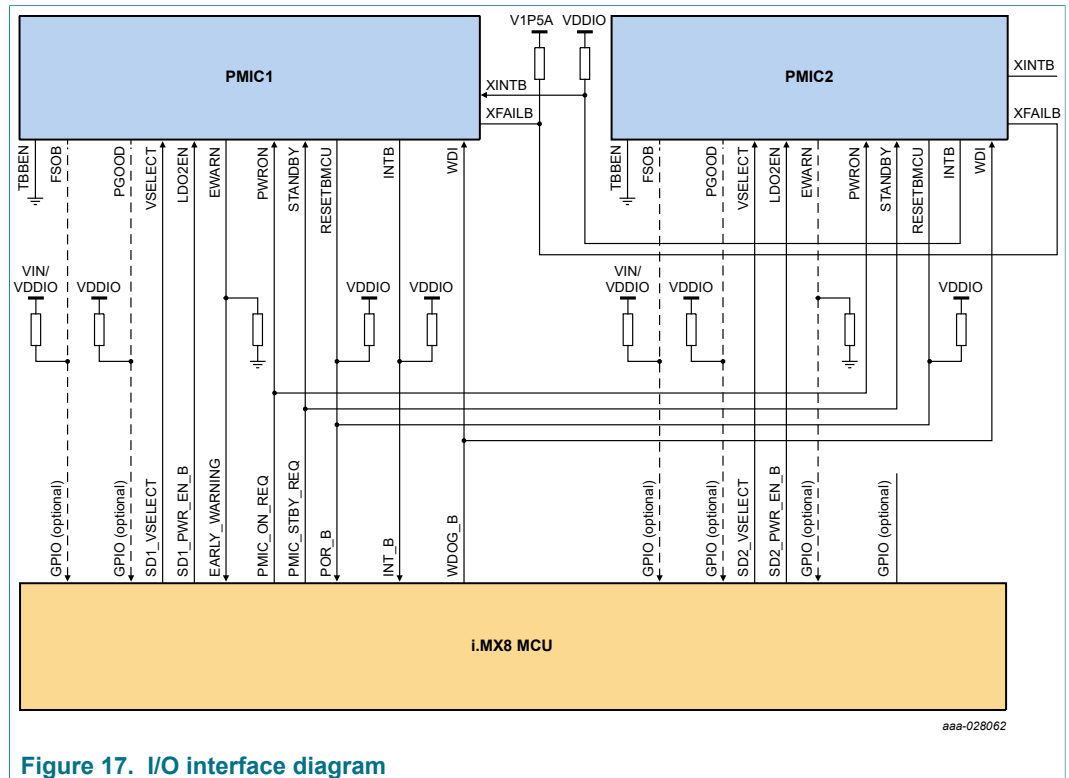 V1P5A VDDIO
PMIC1
PMIC2
XINTB
XFAILB
XINTB
XFAILB
TBBEN
FSOB
PGOOD
VSELECT
LDO2EN
EWARN
PWRON
STANDBY
RESETBMCU
INTB
WDI
TBBEN
FSOB
PGOOD
VSELECT
LDO2EN
EWARN
PWRON
STANDBY
RESETBMCU
INTB
WDI
VIN/
VDDIO
VDDIO
VDDIO
VDDIO
VIN/
VDDIO
VDDIO
VDDIO
GPIO (optional)
GPIO (optional)
SD1_VSELECT
SD1_PWR_EN_B
EARLY_WARNING
PMIC_ON_REQ
PMIC_STBY_REQ
POR_B
INT_B
WDOG_B
GPIO (optional)
GPIO (optional)
SD2_VSELECT
SD2_PWR_EN_B
GPIO (optional)
GPIO (optional)
i.MX8 MCU
aaa-028062
Figure 17. I/O interface diagram